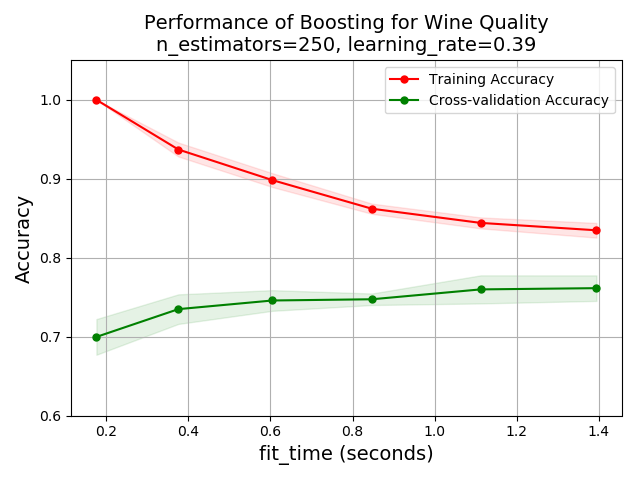 Performance of Boosting for Wine Quality
n_estimators=250, learning_rate=0.39
Training Accuracy
Cross-validation Accuracy
Accuracy
1.0
0.9
0.8
0.7
0.6
0.2 0.4 0.6 0.8 1.0 1.2 1.4
fit_time (seconds)